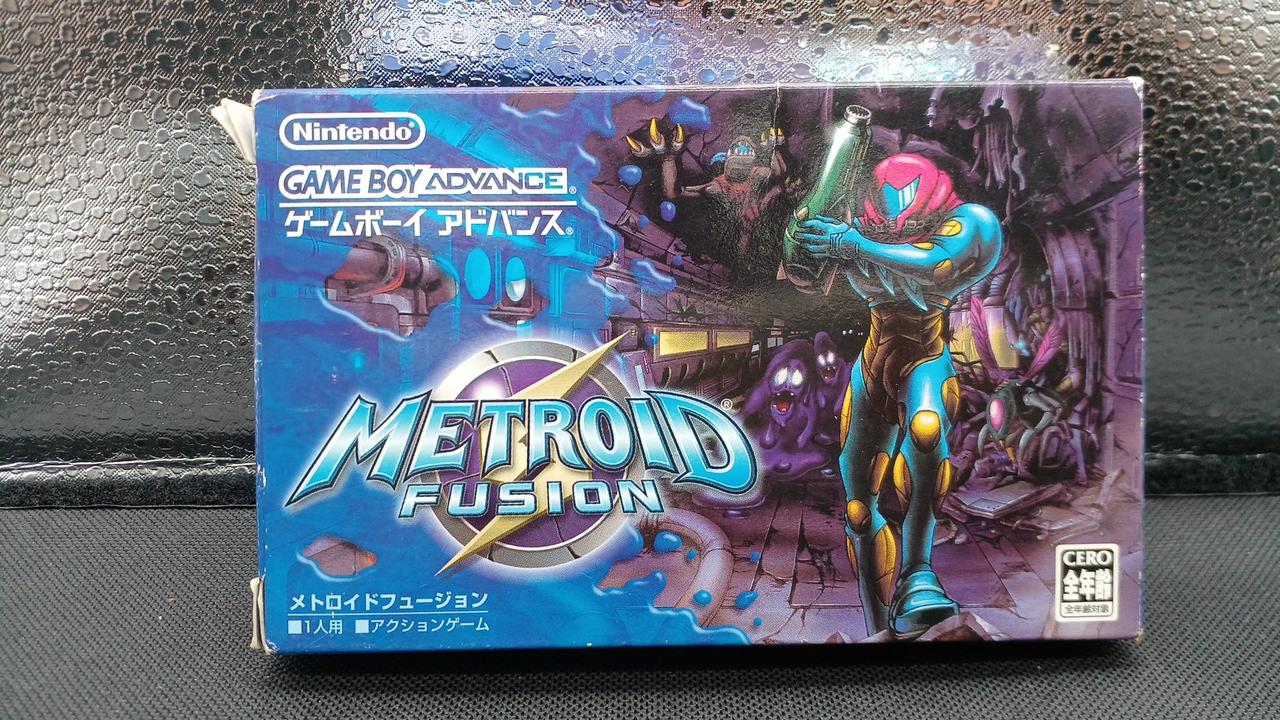 Nintendo®
GAME BOY ADVANCE®
ゲームボーイ アドバンス®
METROID®
FUSION
メトロイドフュージョン
■1人用 ■アクションゲーム
CERO
全年齢
全年齢対象